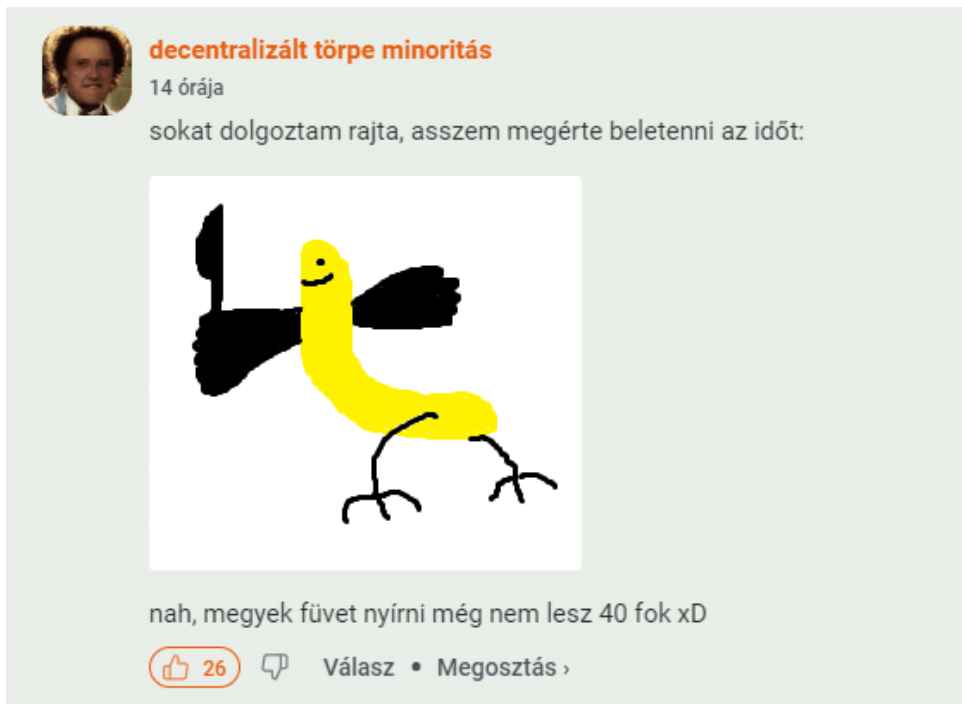 decentralizált törpe minoritás
14 órája
sokat dolgoztam rajta, asszem megérte beletenni az időt:
nah, megyek füvet nyírni még nem lesz 40 fok xD
26 Válasz • Megosztás ›